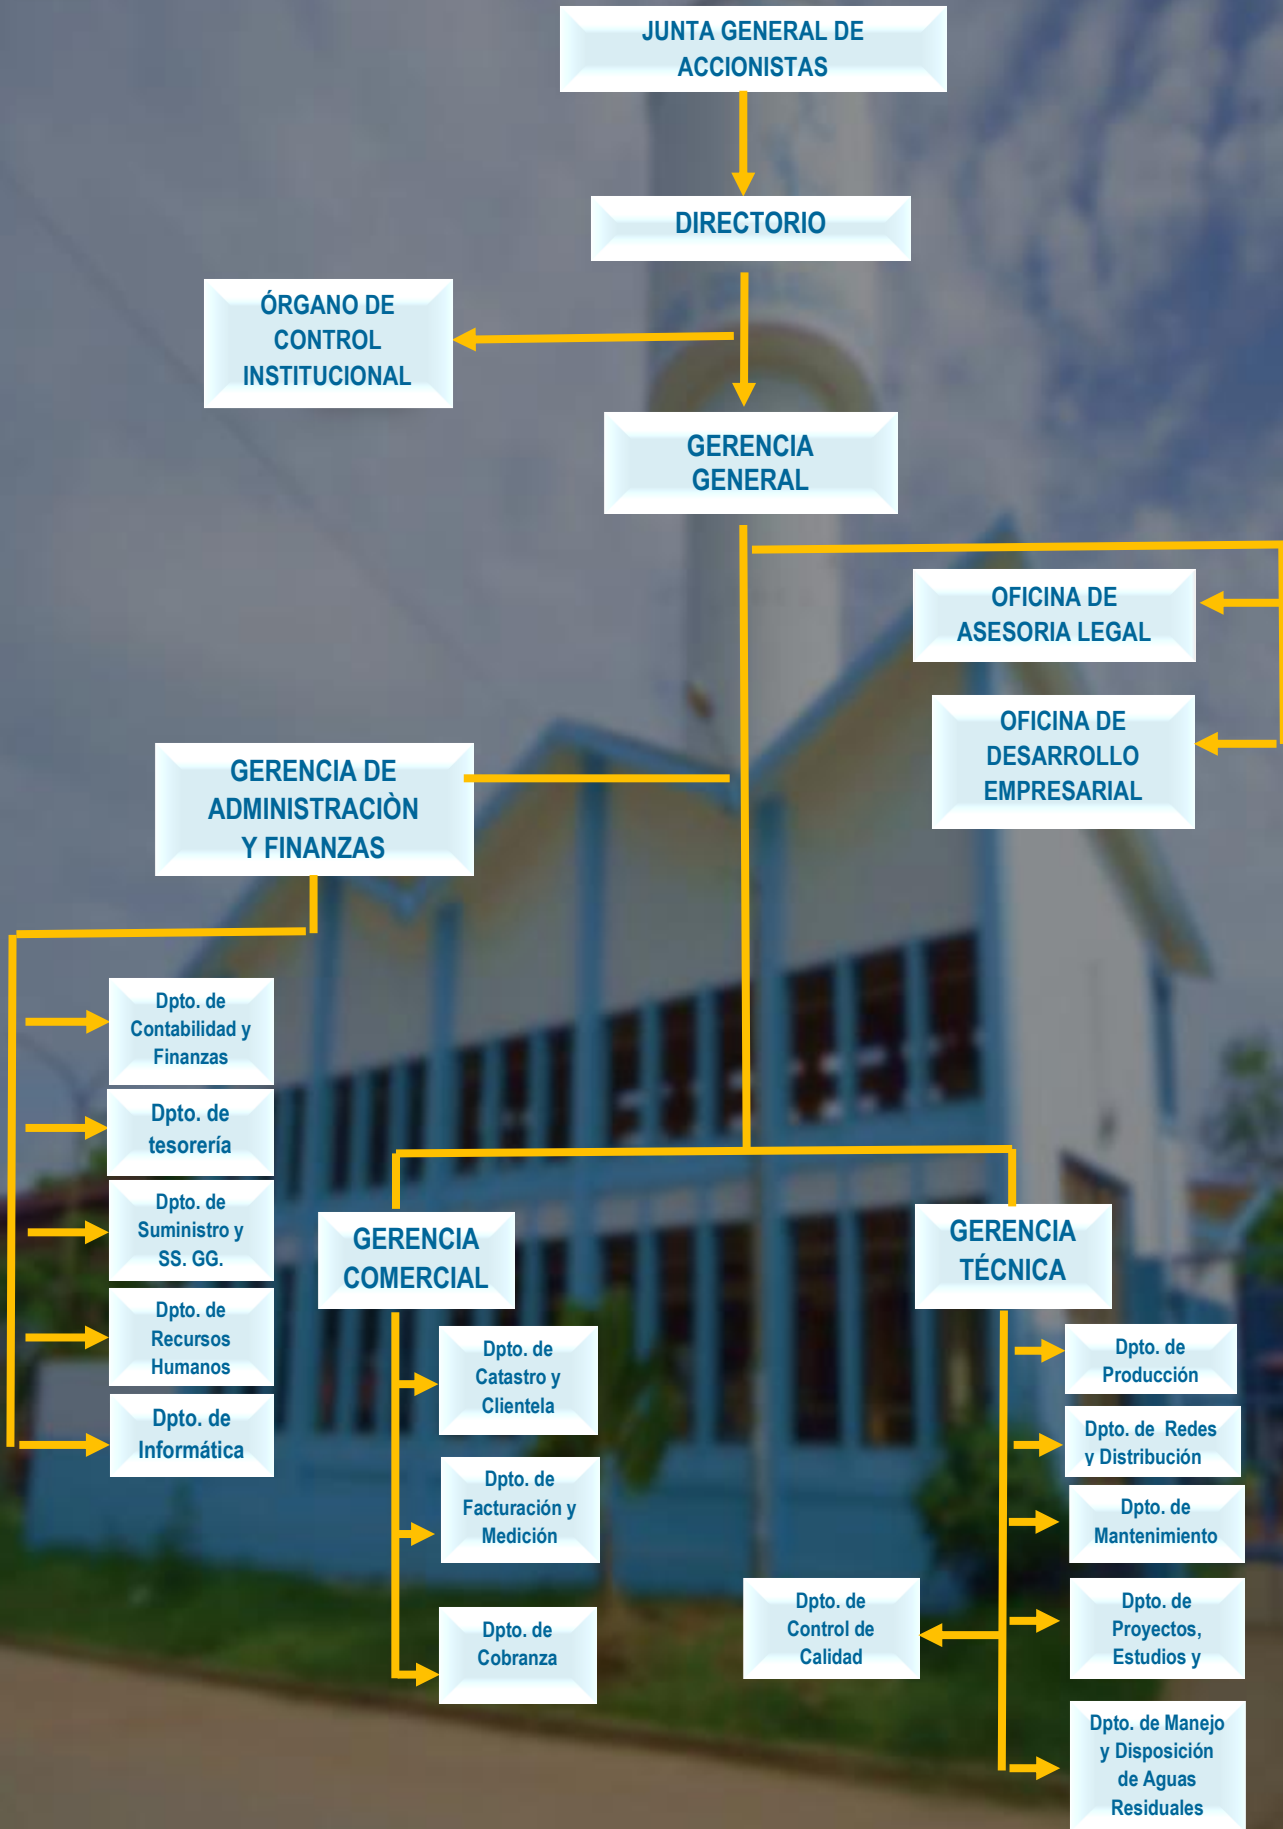 JUNTA GENERAL DE
ACCIONISTAS
DIRECTORIO
ÓRGANO DE
CONTROL
INSTITUCIONAL
GERENCIA
GENERAL
OFICINA DE
ASESORIA LEGAL
OFICINA DE
DESARROLLO
EMPRESARIAL
GERENCIA DE
ADMINISTRACIÒN
Y FINANZAS
Dpto. de
Contabilidad y
Finanzas
Dpto. de
tesorería
Dpto. de
Suministro y
SS. GG.
Dpto. de
Recursos
Humanos
Dpto. de
Informática
GERENCIA
COMERCIAL
Dpto. de
Catastro y
Clientela
Dpto. de
Facturación y
Medición
Dpto. de
Cobranza
GERENCIA
TÉCNICA
Dpto. de
Producción
Dpto. de  Redes
y Distribución
Dpto. de
Mantenimiento
Dpto. de
Control de
Calidad
Dpto. de
Proyectos,
Estudios y
Dpto. de Manejo
y Disposición
de Aguas
Residuales